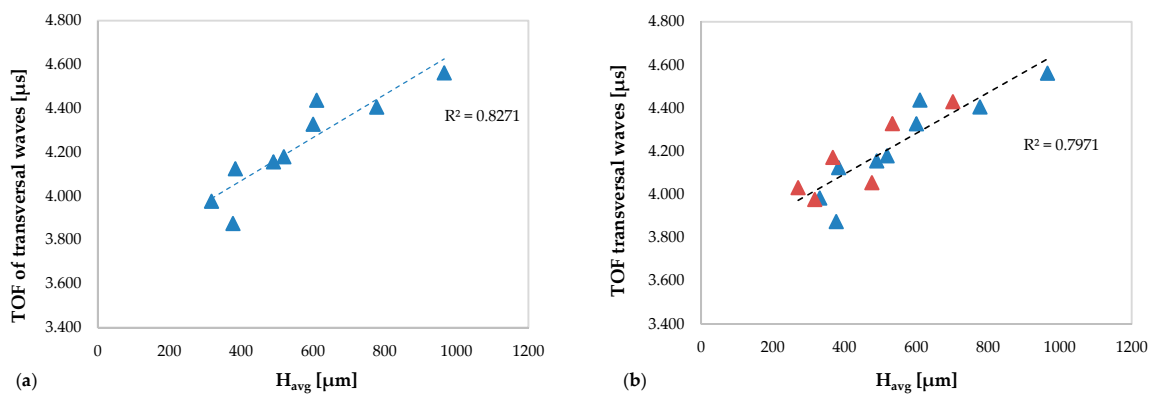 4.800
4.600
4.400
4.200
4.000
3.800
3.600
3.400
TOF of transversal waves [µs]
R² = 0.8271
0 200 400 600 800 1000 1200
(a) Havg [µm]
4.800
4.600
4.400
4.200
4.000
3.800
3.600
3.400
TOF transversal waves [µs]
R² = 0.7971
0 200 400 600 800 1000 1200
(b) Havg [µm]